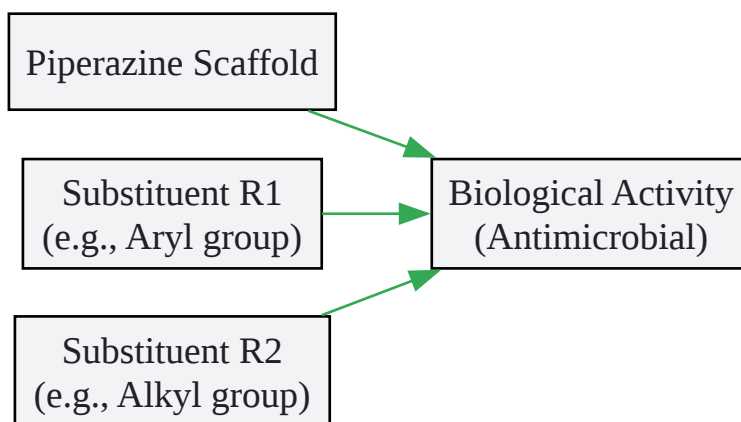 Piperazine Scaffold
Substituent R1
(e.g., Aryl group)
Biological Activity
(Antimicrobial)
Substituent R2
(e.g., Alkyl group)